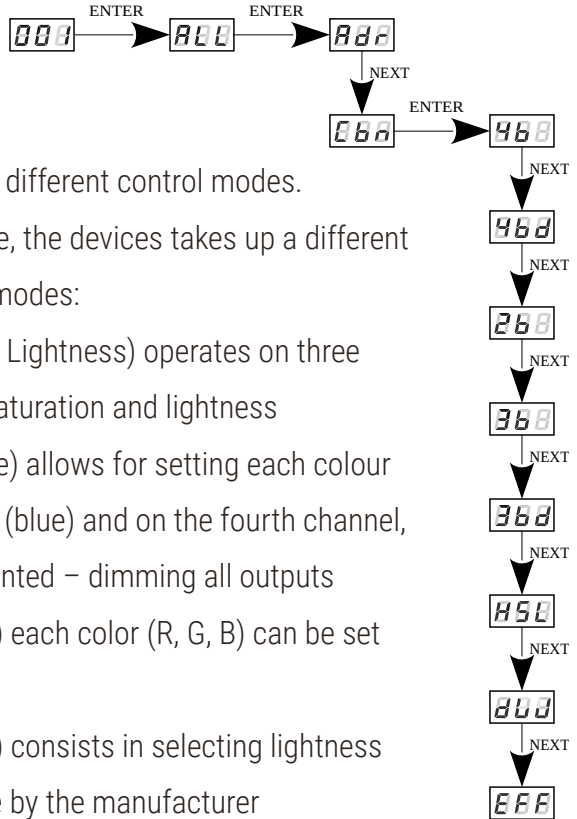 ENTER ENTER
001 ALL Adr
NEXT
ENTER
Cbn 4b
NEXT
different control modes.
4bd
e, the devices takes up a different
NEXT
modes:
2b
Lightness) operates on three
NEXT
aturation and lightness
3b
e) allows for setting each colour
NEXT
(blue) and on the fourth channel,
3bd
nted – dimming all outputs
NEXT
HSL
) each color (R, G, B) can be set
NEXT
dUd
) consists in selecting lightness
NEXT
e by the manufacturer
EFF